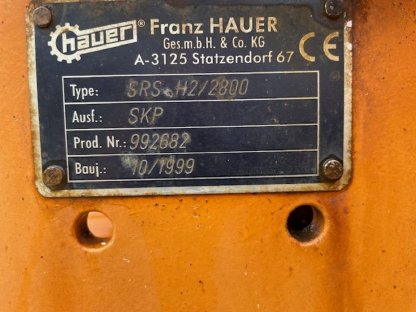 hauer® Franz HAUER
Ges.m.b.H. & Co. KG
A-3125 Statzendorf 67 CE
Type: SRS-H2/2800
Ausf.: SKP
Prod. Nr.: 992682
Bauj.: 10/1999